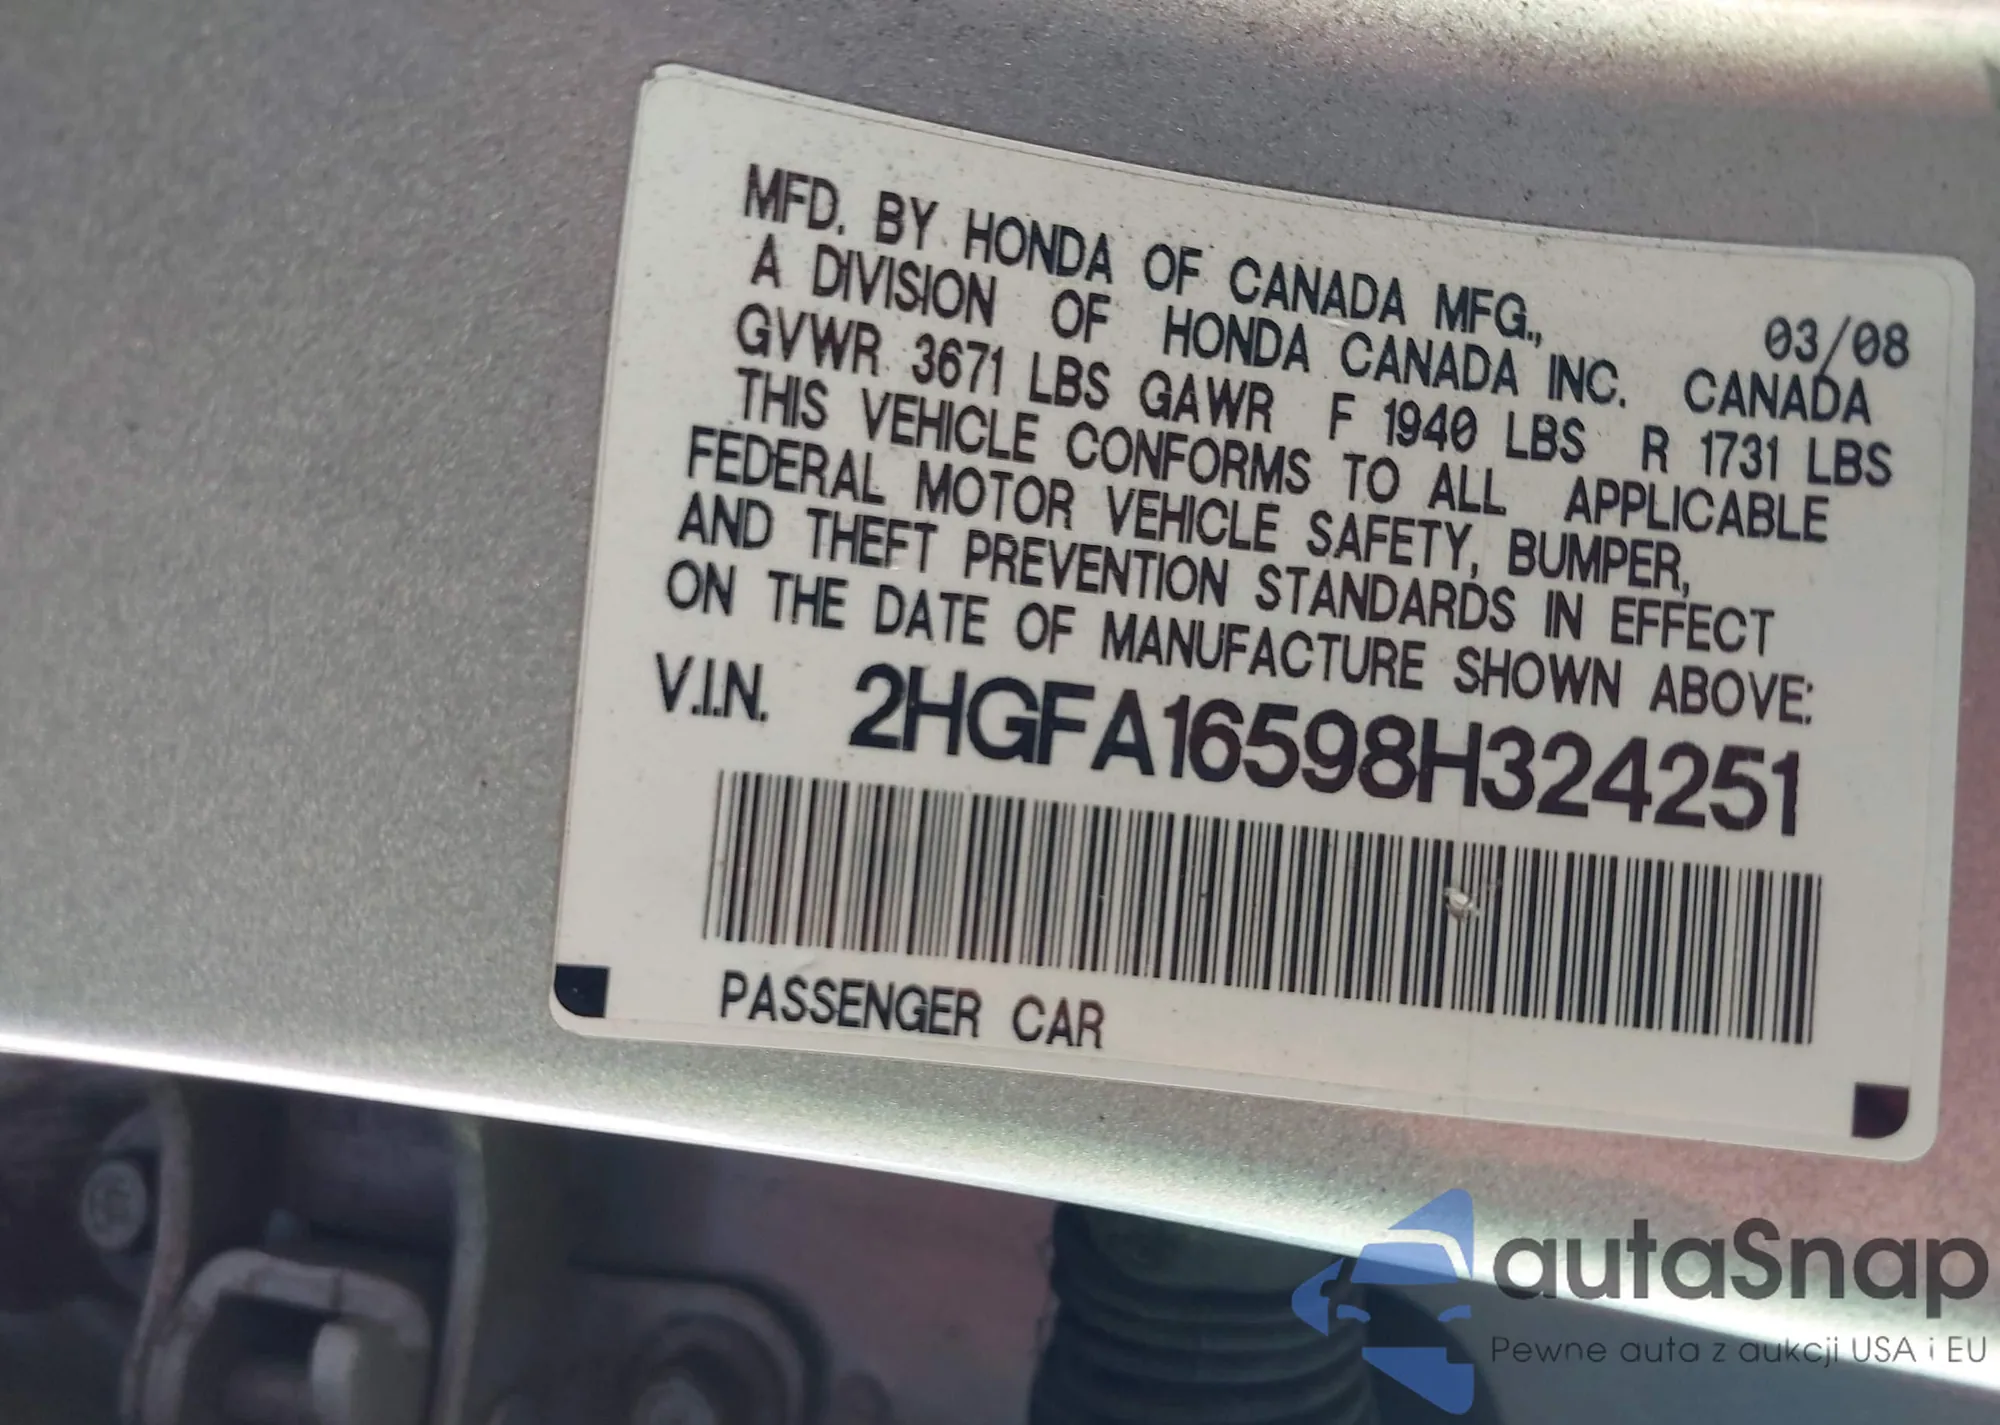 MFD. BY HONDA OF CANADA MFG.,
A DIVISION OF HONDA CANADA INC. CANADA 03/08
GVWR 3671 LBS GAWR F 1940 LBS R 1731 LBS
THIS VEHICLE CONFORMS TO ALL APPLICABLE
FEDERAL MOTOR VEHICLE SAFETY, BUMPER,
AND THEFT PREVENTION STANDARDS IN EFFECT
ON THE DATE OF MANUFACTURE SHOWN ABOVE:
V.I.N. 2HGFA16598H324251
PASSENGER CAR
autaSnap
Pewne auta z aukcji USA i EU